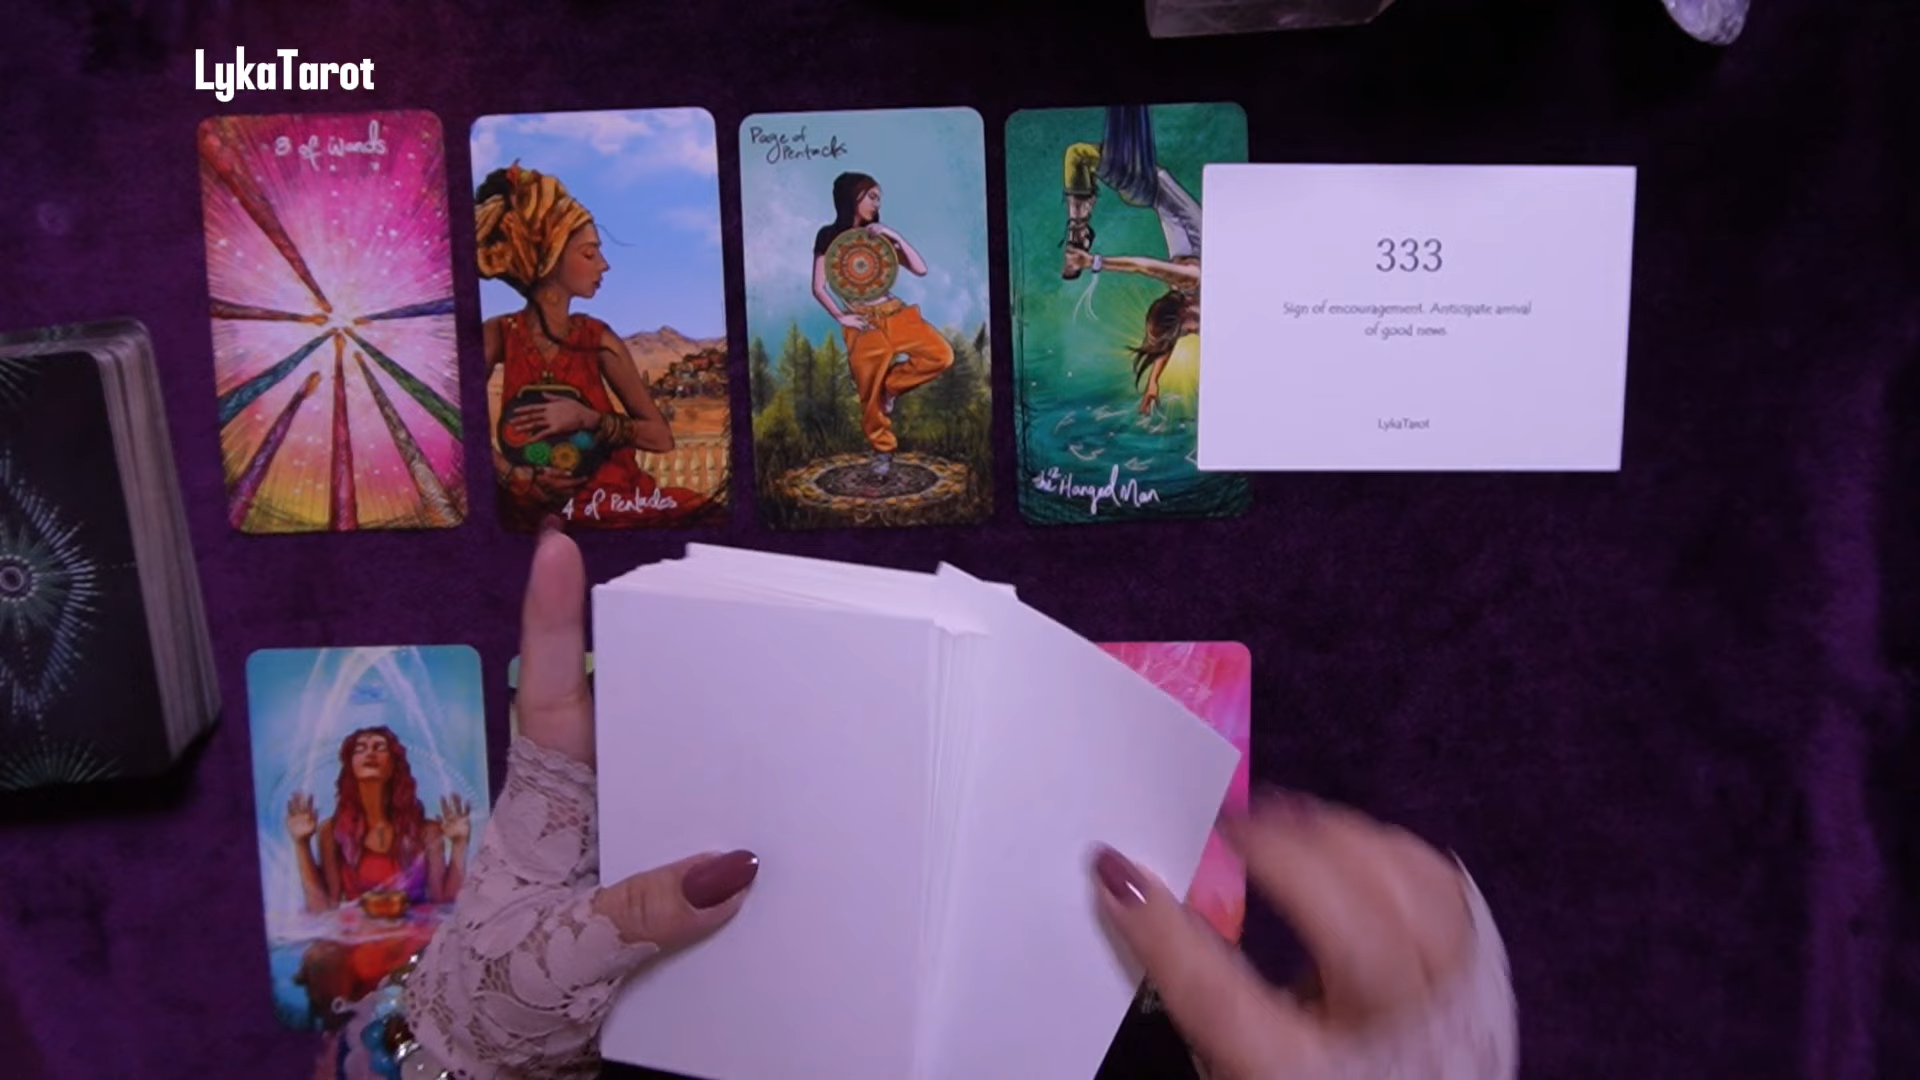 LykaTarot
8 of Wands
4 of Pentacles
Page of
Pentacles
12
the Hanged Man
333
Sign of encouragement. Anticipate arrival
of good news.
LykaTarot